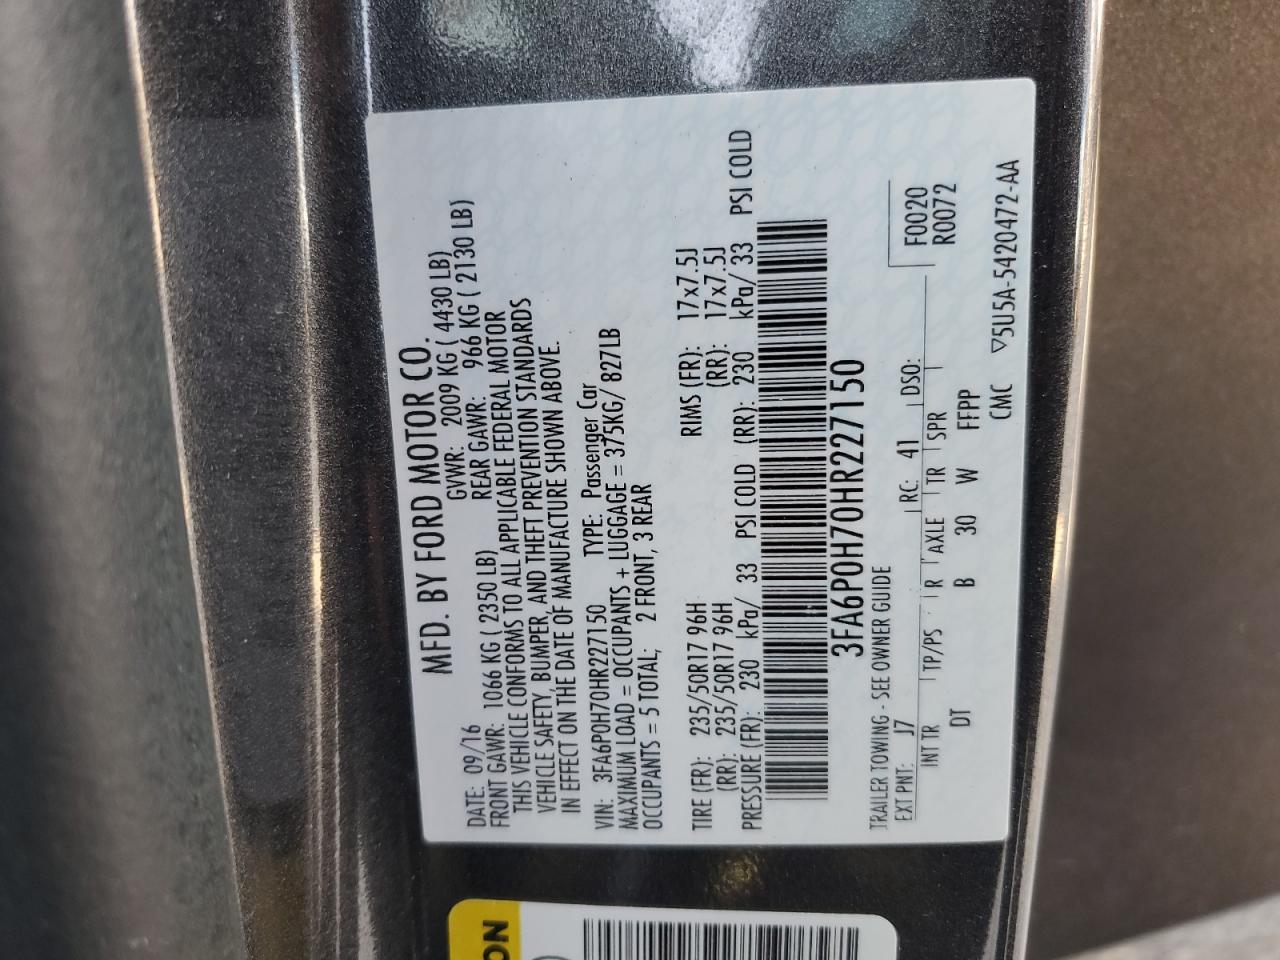 MFD. BY FORD MOTOR CO.
DATE: 09/16 GVWR: 2009 KG ( 4430 LB)
FRONT GAWR: 1066 KG ( 2350 LB) REAR GAWR: 966 KG ( 2130 LB)
THIS VEHICLE CONFORMS TO ALL APPLICABLE FEDERAL MOTOR
VEHICLE SAFETY, BUMPER, AND THEFT PREVENTION STANDARDS
IN EFFECT ON THE DATE OF MANUFACTURE SHOWN ABOVE.
VIN: 3FA6P0H70HR227150 TYPE: Passenger Car
MAXIMUM LOAD = OCCUPANTS + LUGGAGE = 375KG/ 827LB
OCCUPANTS = 5 TOTAL; 2 FRONT, 3 REAR
TIRE (FR): 235/50R17 96H RIMS (FR): 17x7.5J
(RR): 235/50R17 96H (RR): 17x7.5J
PRESSURE (FR): 230 kPa/ 33 PSI COLD (RR): 230 kPa/ 33 PSI COLD
3FA6P0H70HR227150
TRAILER TOWING - SEE OWNER GUIDE
EXT PNT: J7 RC: 41 DSO: F0020
INT TR TP/PS R AXLE TR SPR R0072
DT B 30 W FFPP
CMC ▽5U5A-5420472-AA
ON